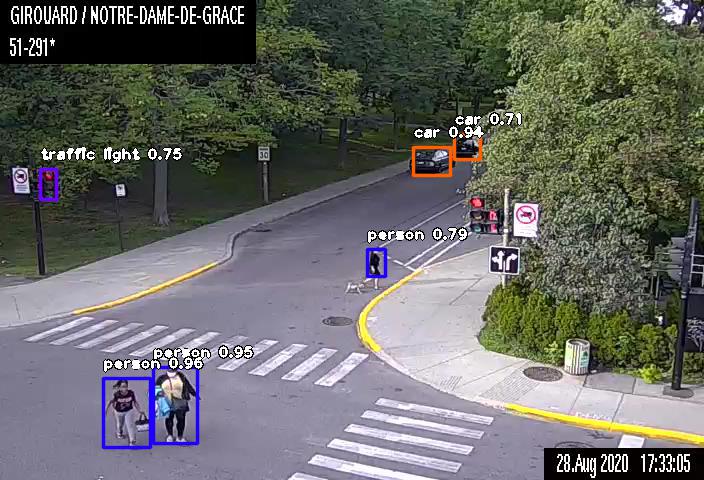 GIROUARD / NOTRE-DAME-DE-GRACE
51-291*
car 0.71
car 0.94
traffic light 0.75
30
person 0.79
person 0.95
person 0.96
28.Aug 2020 17:33:05